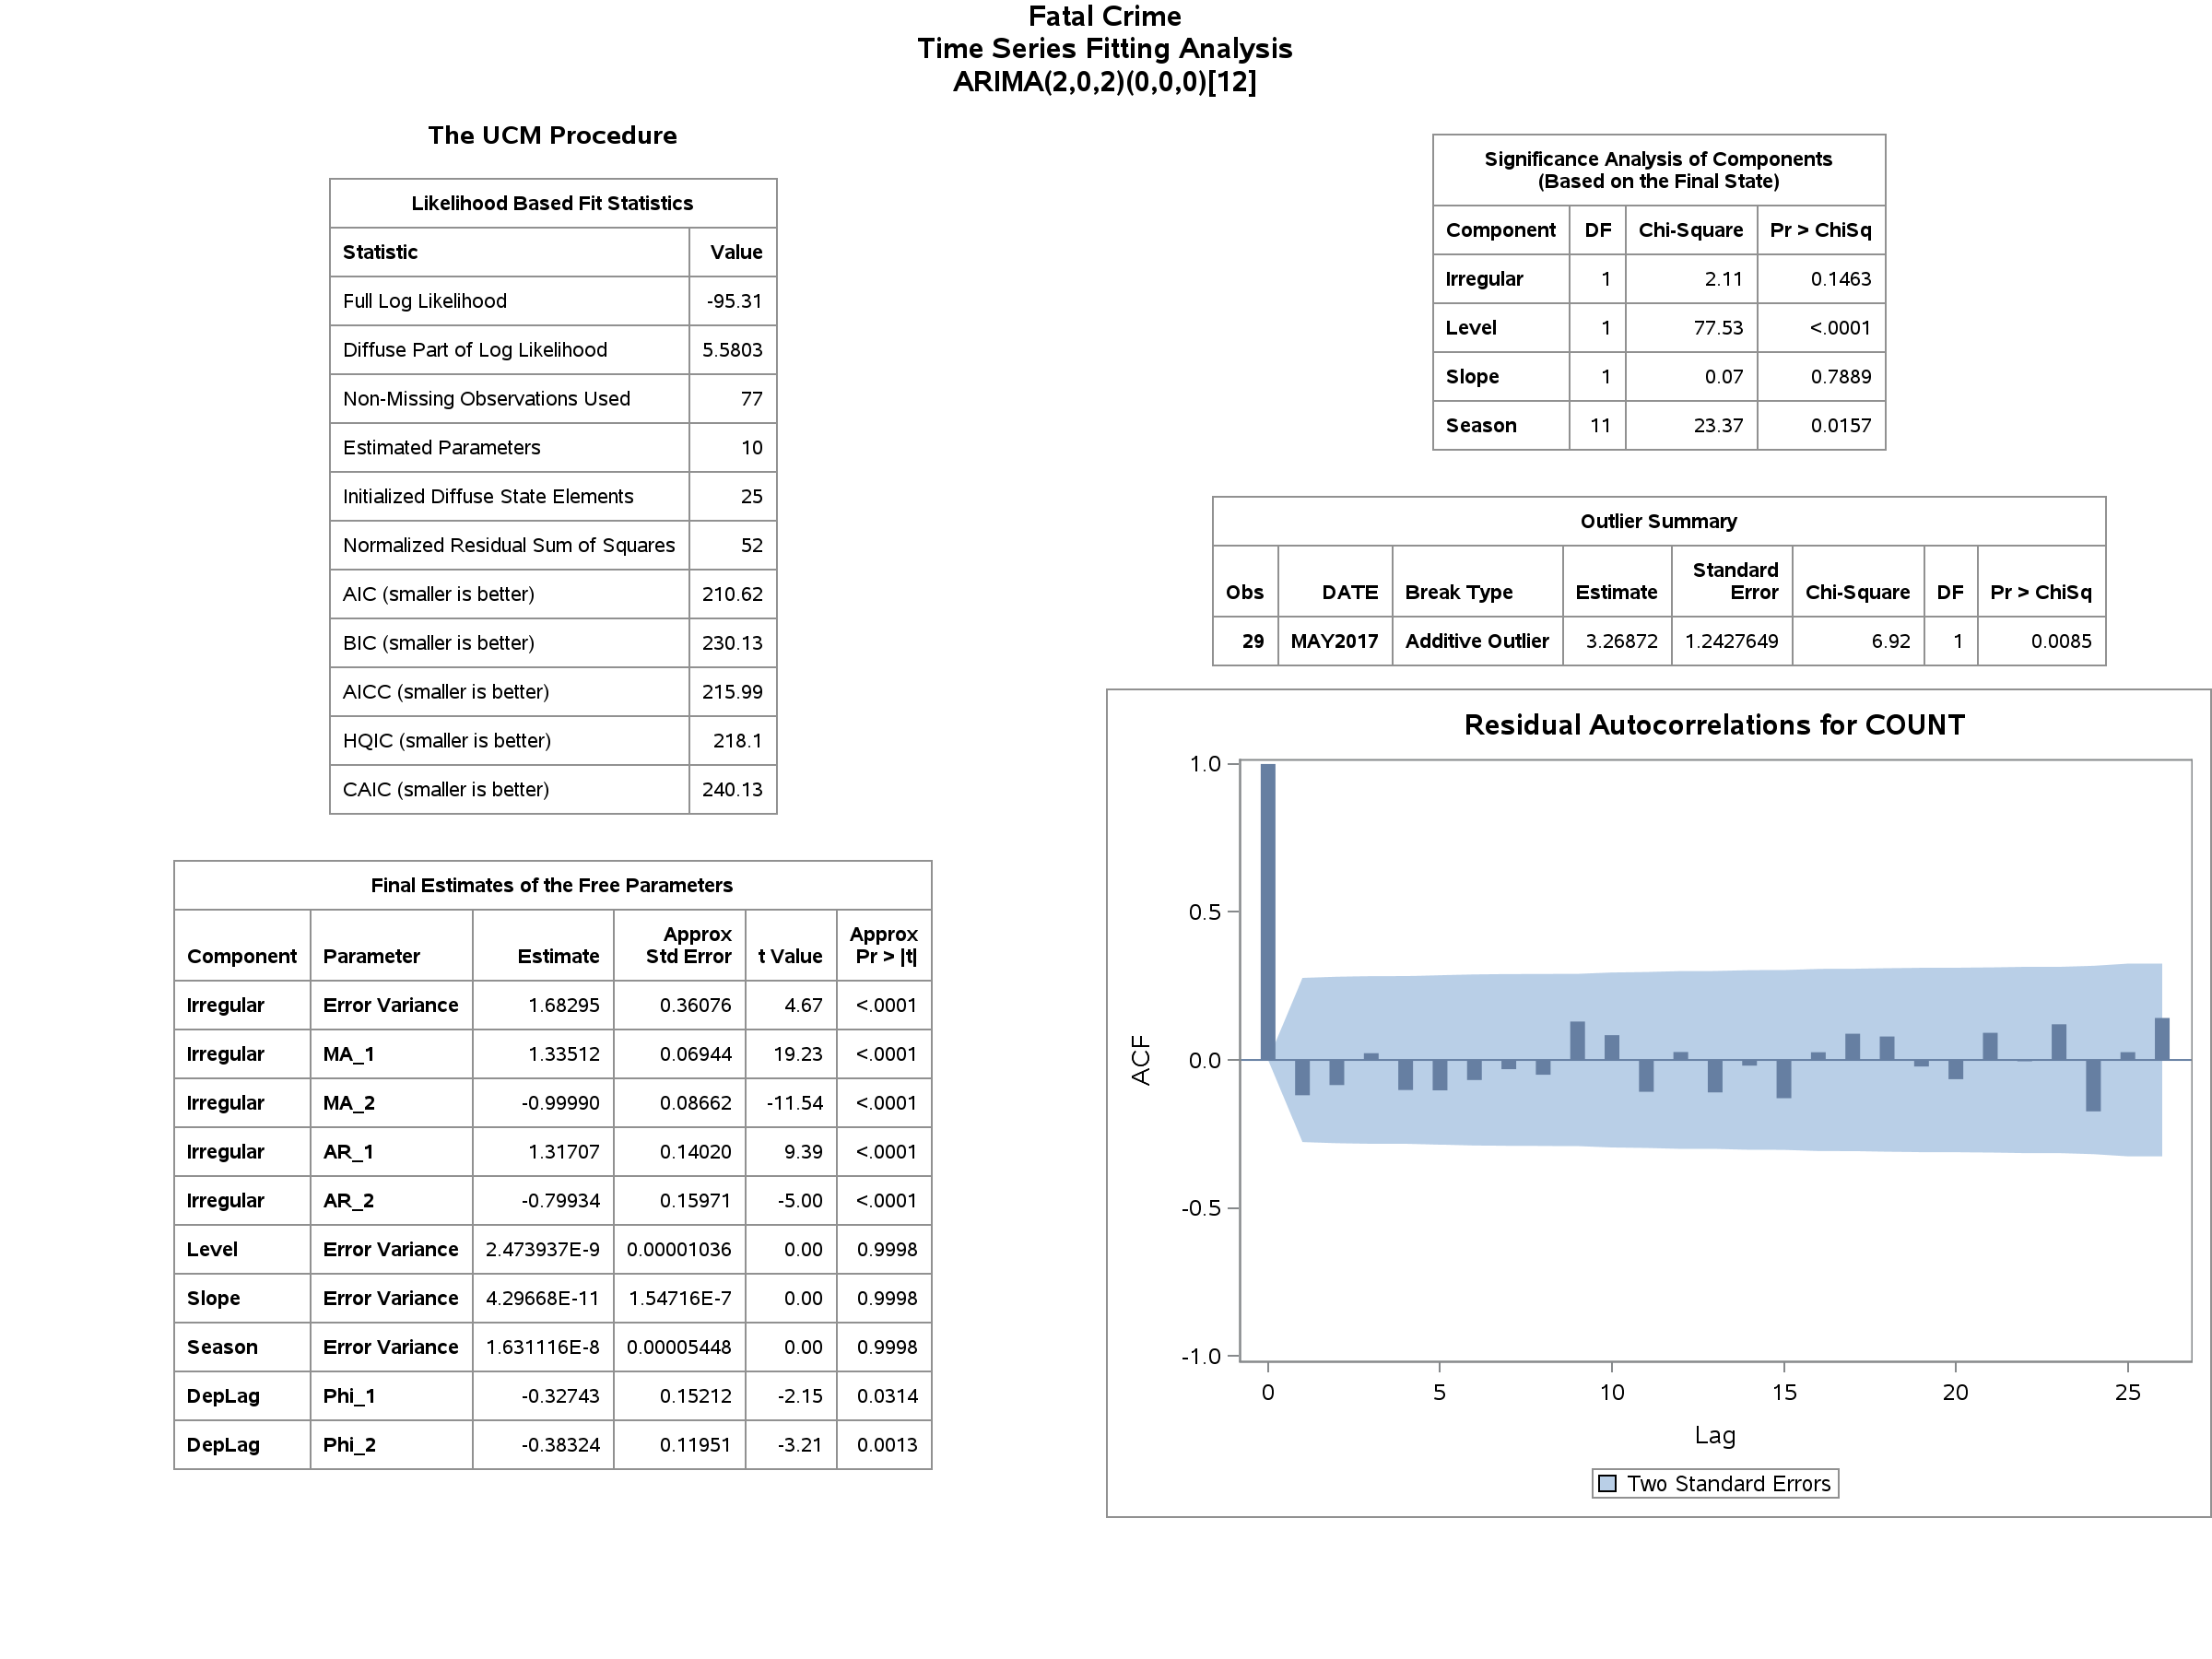 Fatal Crime
Time Series Fitting Analysis
ARIMA(2,0,2)(0,0,0)[12]
The UCM Procedure
Likelihood Based Fit Statistics
Statistic Value
Full Log Likelihood -95.31
Diffuse Part of Log Likelihood 5.5803
Non-Missing Observations Used 77
Estimated Parameters 10
Initialized Diffuse State Elements 25
Normalized Residual Sum of Squares 52
AIC (smaller is better) 210.62
BIC (smaller is better) 230.13
AICC (smaller is better) 215.99
HQIC (smaller is better) 218.1
CAIC (smaller is better) 240.13
Final Estimates of the Free Parameters
Approx Approx
Component Parameter Estimate Std Error t Value Pr > |t|
Irregular Error Variance 1.68295 0.36076 4.67 <.0001
Irregular MA_1 1.33512 0.06944 19.23 <.0001
Irregular MA_2 -0.99990 0.08662 -11.54 <.0001
Irregular AR_1 1.31707 0.14020 9.39 <.0001
Irregular AR_2 -0.79934 0.15971 -5.00 <.0001
Level Error Variance 2.473937E-9 0.00001036 0.00 0.9998
Slope Error Variance 4.29668E-11 1.54716E-7 0.00 0.9998
Season Error Variance 1.631116E-8 0.00005448 0.00 0.9998
DepLag Phi_1 -0.32743 0.15212 -2.15 0.0314
DepLag Phi_2 -0.38324 0.11951 -3.21 0.0013
Significance Analysis of Components
(Based on the Final State)
Component DF Chi-Square Pr > ChiSq
Irregular 1 2.11 0.1463
Level 1 77.53 <.0001
Slope 1 0.07 0.7889
Season 11 23.37 0.0157
Outlier Summary
Standard
Obs DATE Break Type Estimate Error Chi-Square DF Pr > ChiSq
29 MAY2017 Additive Outlier 3.26872 1.2427649 6.92 1 0.0085
Residual Autocorrelations for COUNT
1.0
0.5
0.0
-0.5
-1.0
ACF
0 5 10 15 20 25
Lag
Two Standard Errors